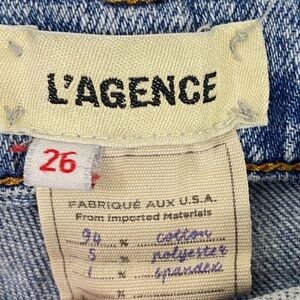 L'AGENCE
26
FABRIQUÉ AUX U.S.A.
From Imported Materials
94 % cotton
5 % polyester
1 % spandex